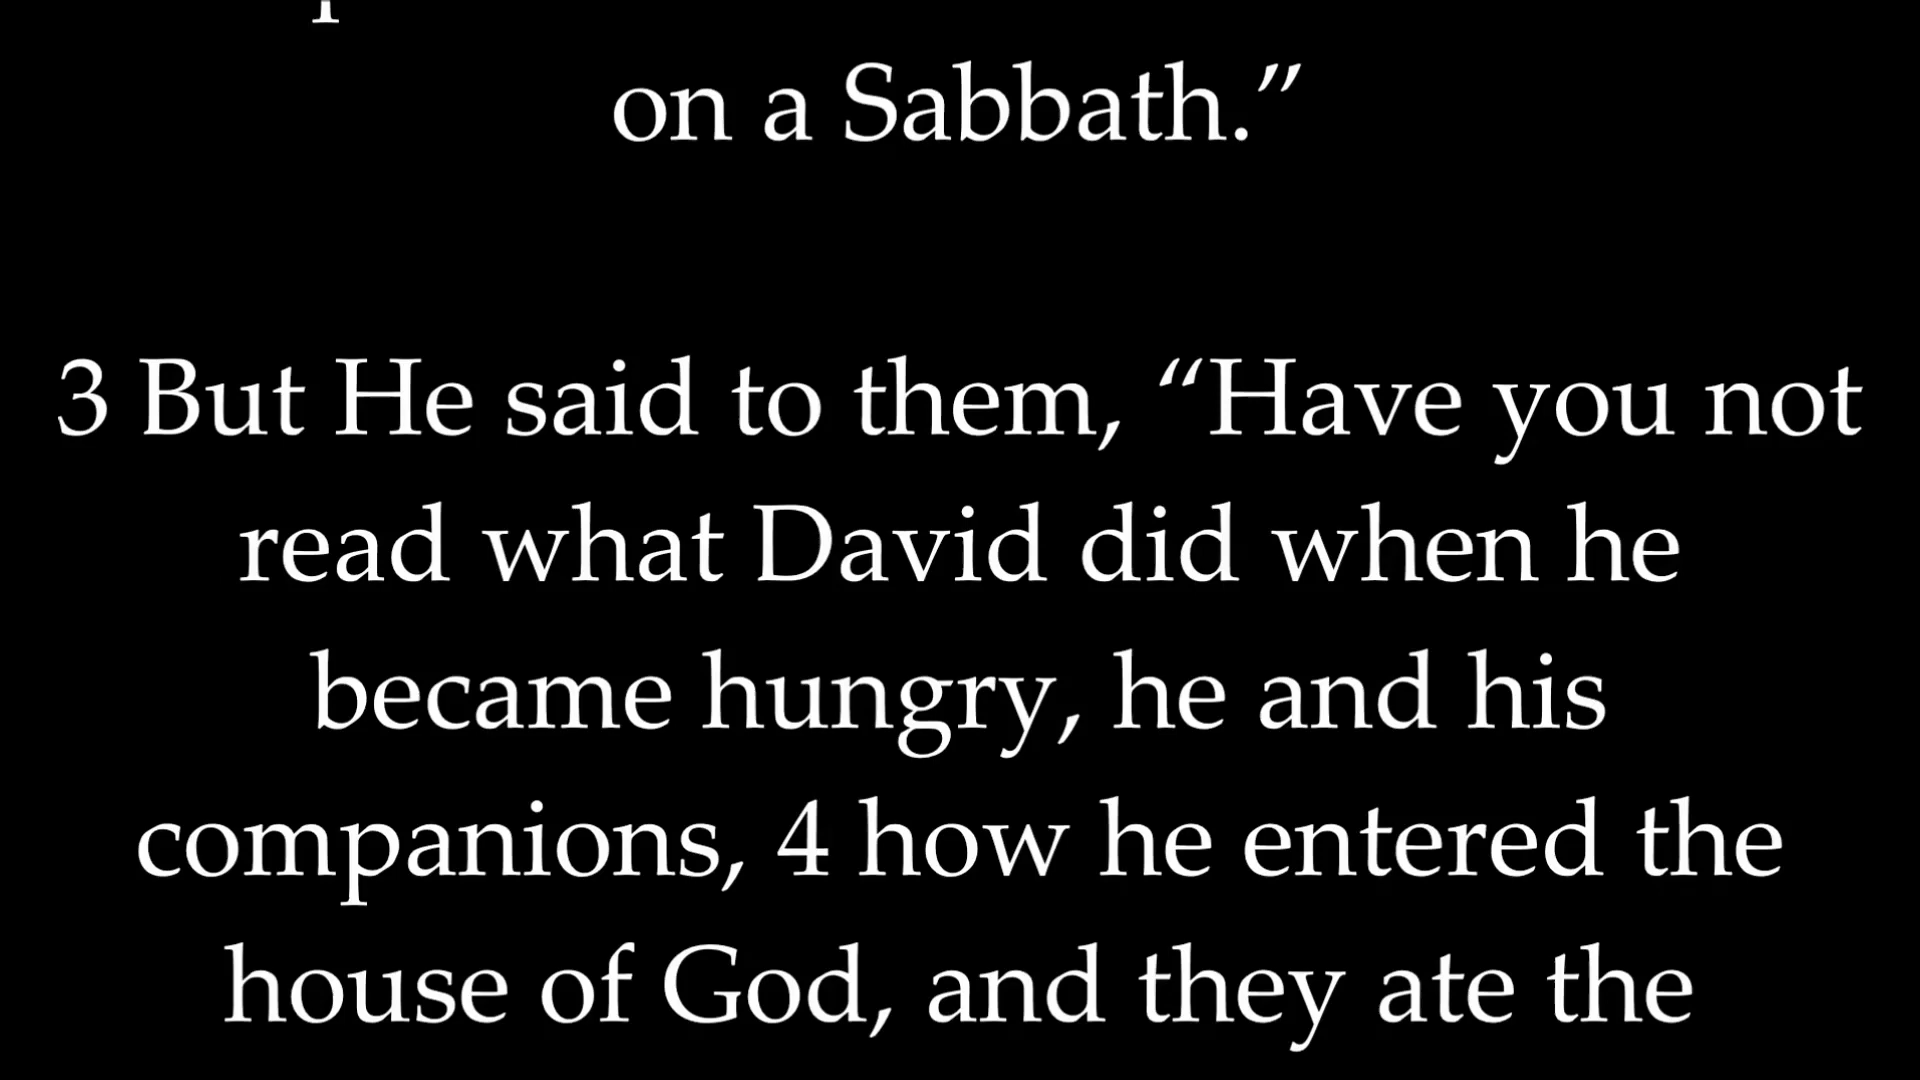 on a Sabbath.”
3 But He said to them, “Have you not
read what David did when he
became hungry, he and his
companions, 4 how he entered the
house of God, and they ate the